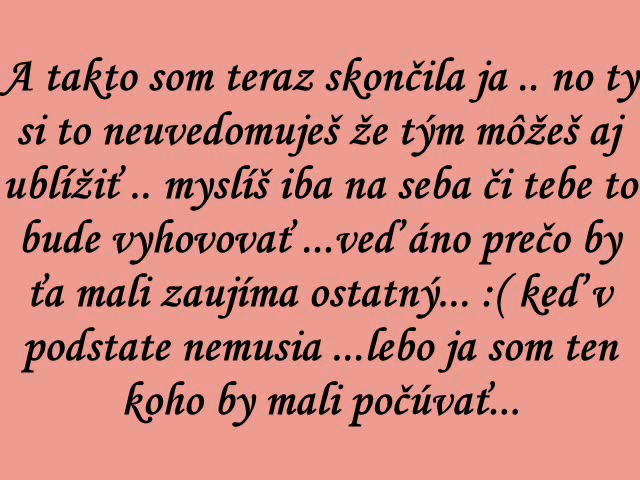 A takto som teraz skončila ja .. no ty
si to neuvedomuješ že tým môžeš aj
ublížiť .. myslíš iba na seba či tebe to
bude vyhovovať ...veď áno prečo by
ťa mali zaujíma ostatný... :( keď v
podstate nemusia ...lebo ja som ten
koho by mali počúvať...